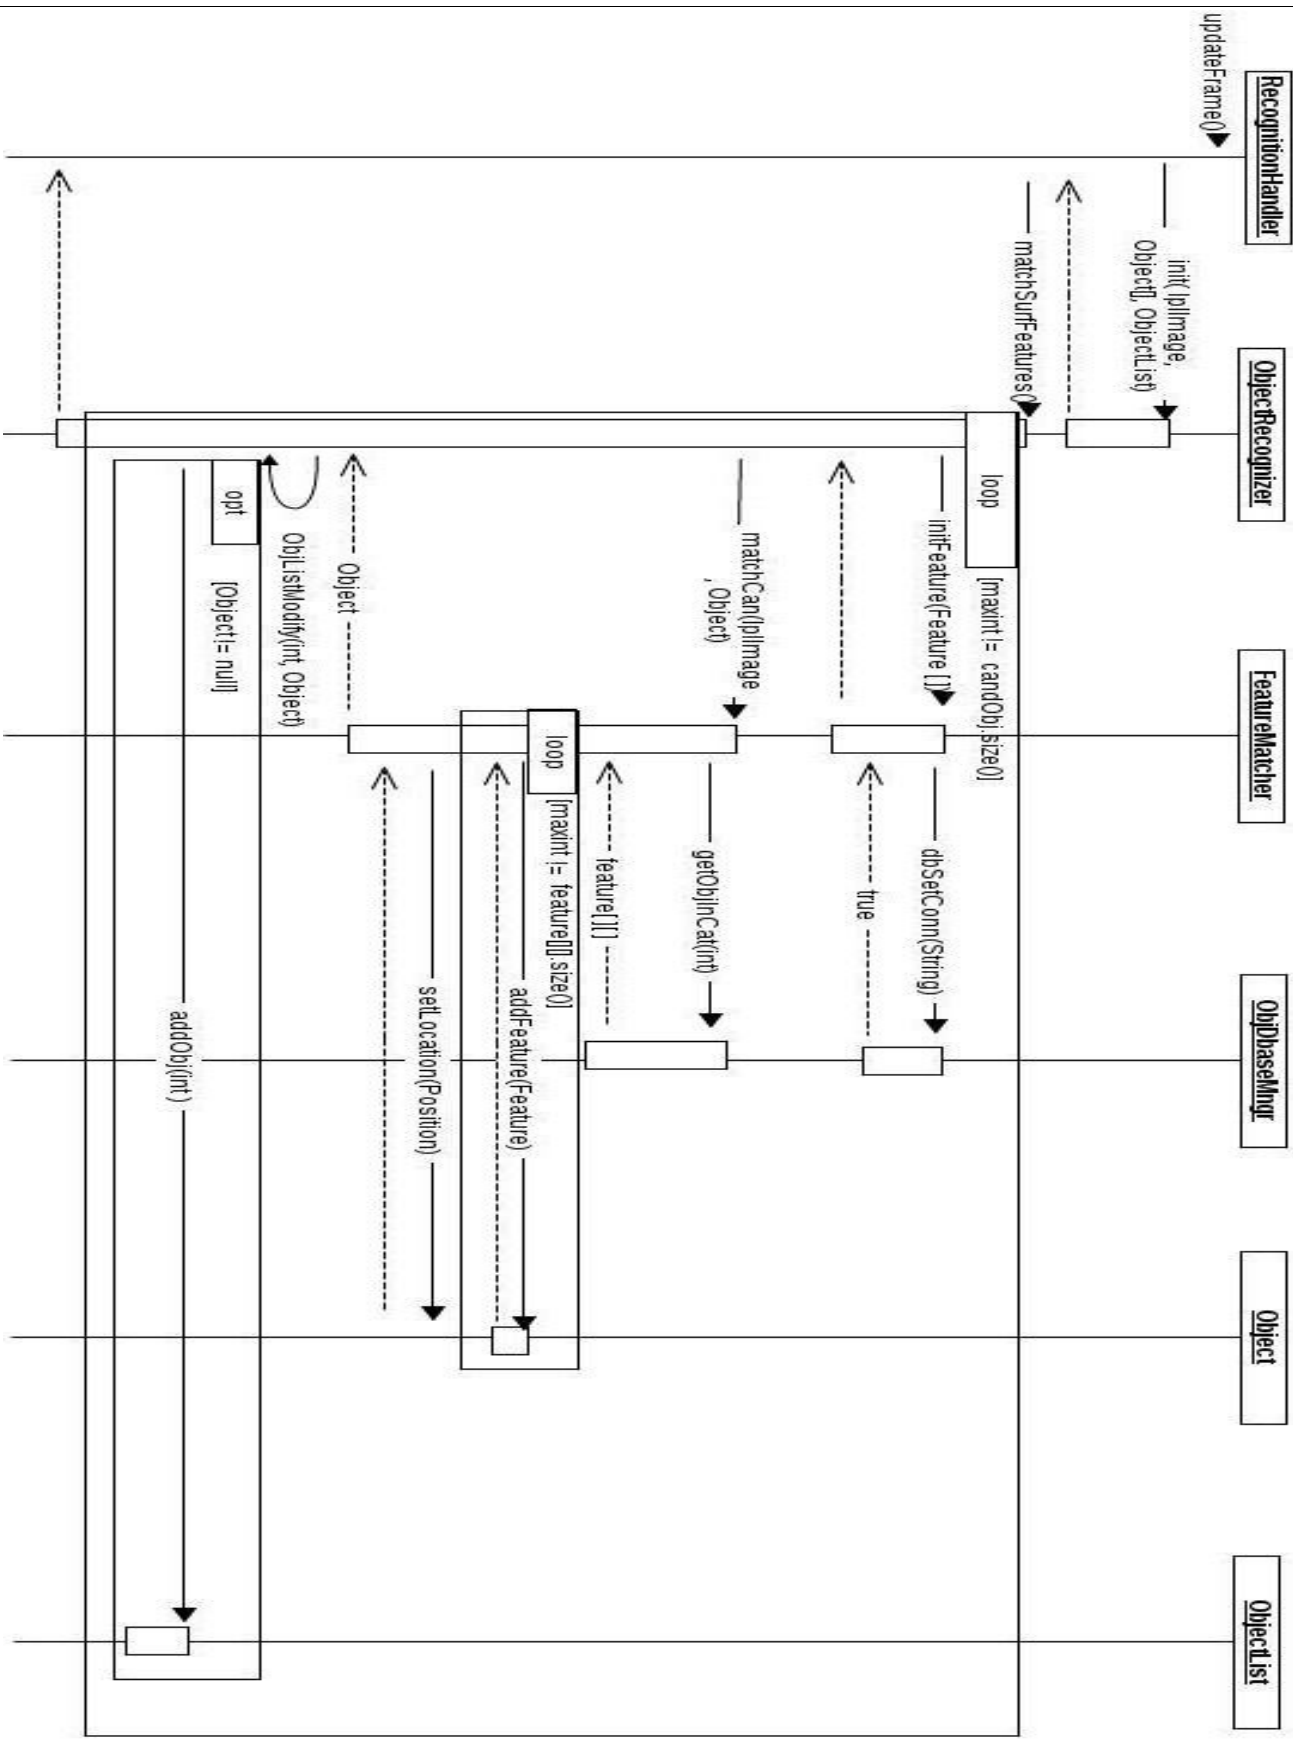 RecognitionHandler
ObjectRecognizer
FeatureMatcher
ObjDbaseMngr
Object
ObjectList
updateFrame()
init( IplImage,
Object[], ObjectList)
matchSurfFeatures()
loop
[maxint != candObj.size()]
initFeature(Feature [ ])
dbSetConn(String)
true
matchCan(IplImage
, Object)
getObjInCat(int)
feature[ ][ ]
loop
[maxint != feature[][].size()]
addFeature(Feature)
setLocation(Position)
Object
ObjListModify(int, Object)
opt
[Object != null]
addObj(int )